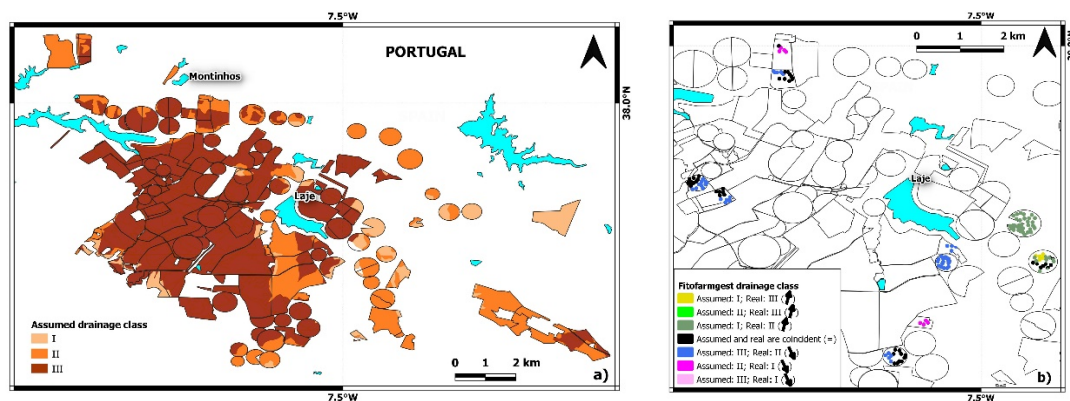 7.5°W
PORTUGAL
Montinhos
38.0°N
Laje
Assumed drainage class
I
II
III
0 1 2 km
a)
7.5°W
7.5°W
0 1 2 km
38.0°N
Laje
Fitofarmgest drainage class
Assumed: I; Real: III ( )
Assumed: II; Real: III ( )
Assumed: I; Real: II ( )
Assumed and real are coincident (=)
Assumed: III; Real: II ( )
Assumed: II; Real: I ( )
Assumed: III; Real: I ( )
b)
7.5°W